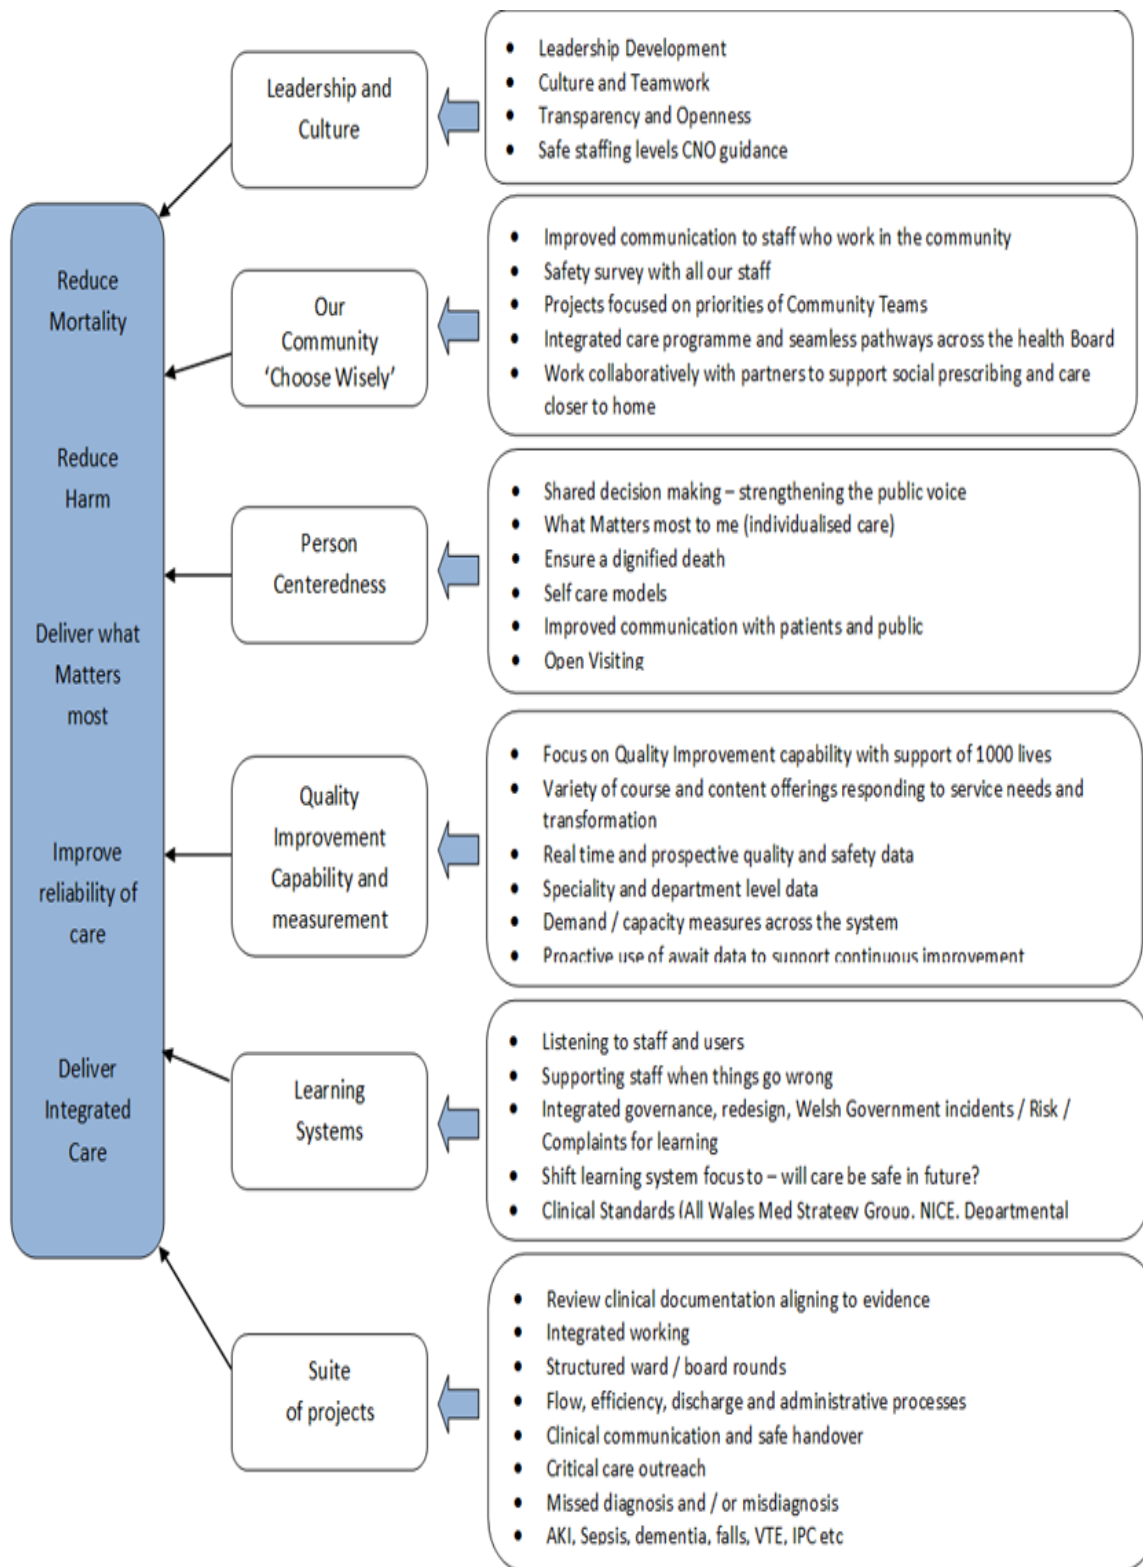 Reduce
Mortality
Reduce
Harm
Deliver what
Matters
most
Improve
reliability of
care
Deliver
Integrated
Care
Leadership and
Culture
• Leadership Development
• Culture and Teamwork
• Transparency and Openness
• Safe staffing levels CNO guidance
Our
Community
‘Choose Wisely’
• Improved communication to staff who work in the community
• Safety survey with all our staff
• Projects focused on priorities of Community Teams
• Integrated care programme and seamless pathways across the health Board
• Work collaboratively with partners to support social prescribing and care
closer to home
Person
Centeredness
• Shared decision making – strengthening the public voice
• What Matters most to me (individualised care)
• Ensure a dignified death
• Self care models
• Improved communication with patients and public
• Open Visiting
Quality
Improvement
Capability and
measurement
• Focus on Quality Improvement capability with support of 1000 lives
• Variety of course and content offerings responding to service needs and
transformation
• Real time and prospective quality and safety data
• Speciality and department level data
• Demand / capacity measures across the system
• Proactive use of await data to support continuous improvement
Learning
Systems
• Listening to staff and users
• Supporting staff when things go wrong
• Integrated governance, redesign, Welsh Government incidents / Risk /
Complaints for learning
• Shift learning system focus to – will care be safe in future?
• Clinical Standards (All Wales Med Strategy Group, NICE, Departmental
Suite
of projects
• Review clinical documentation aligning to evidence
• Integrated working
• Structured ward / board rounds
• Flow, efficiency, discharge and administrative processes
• Clinical communication and safe handover
• Critical care outreach
• Missed diagnosis and / or misdiagnosis
• AKI, Sepsis, dementia, falls, VTE, IPC etc